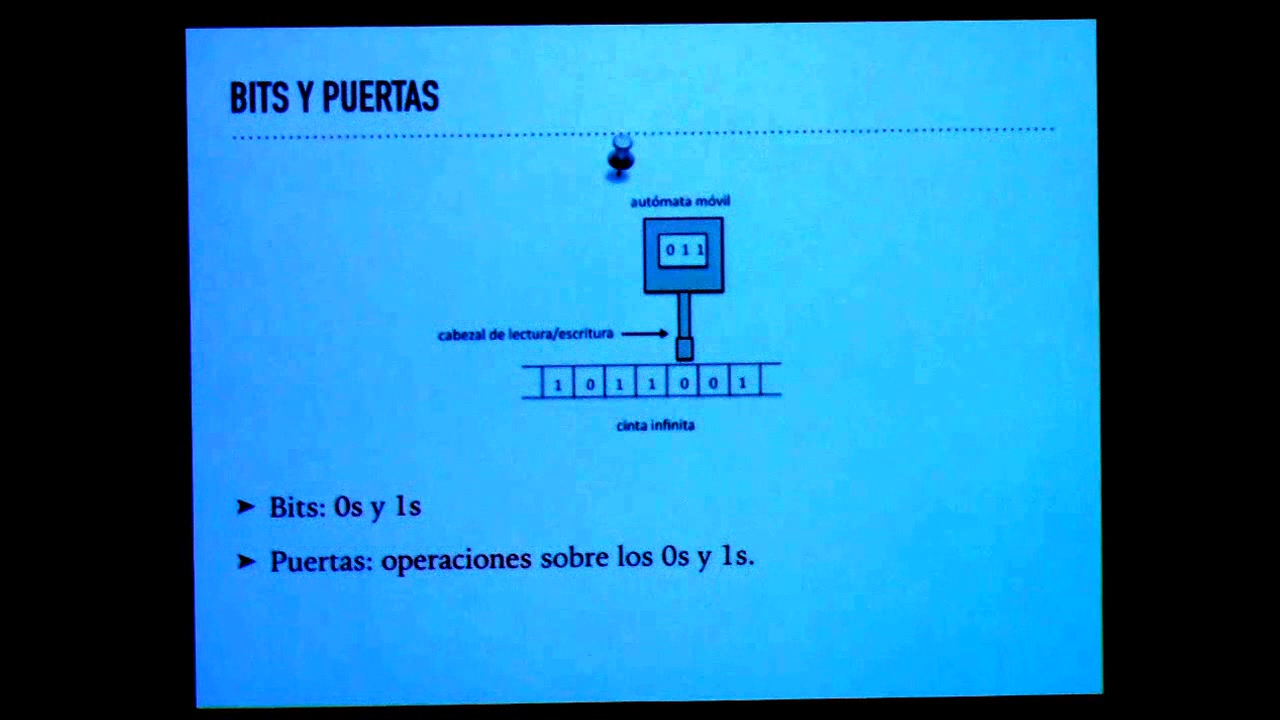 BITS Y PUERTAS
autómata móvil
0 1 1
cabezal de lectura/escritura
1 0 1 1 0 0 1
cinta infinita
➤ Bits: 0s y 1s
➤ Puertas: operaciones sobre los 0s y 1s.